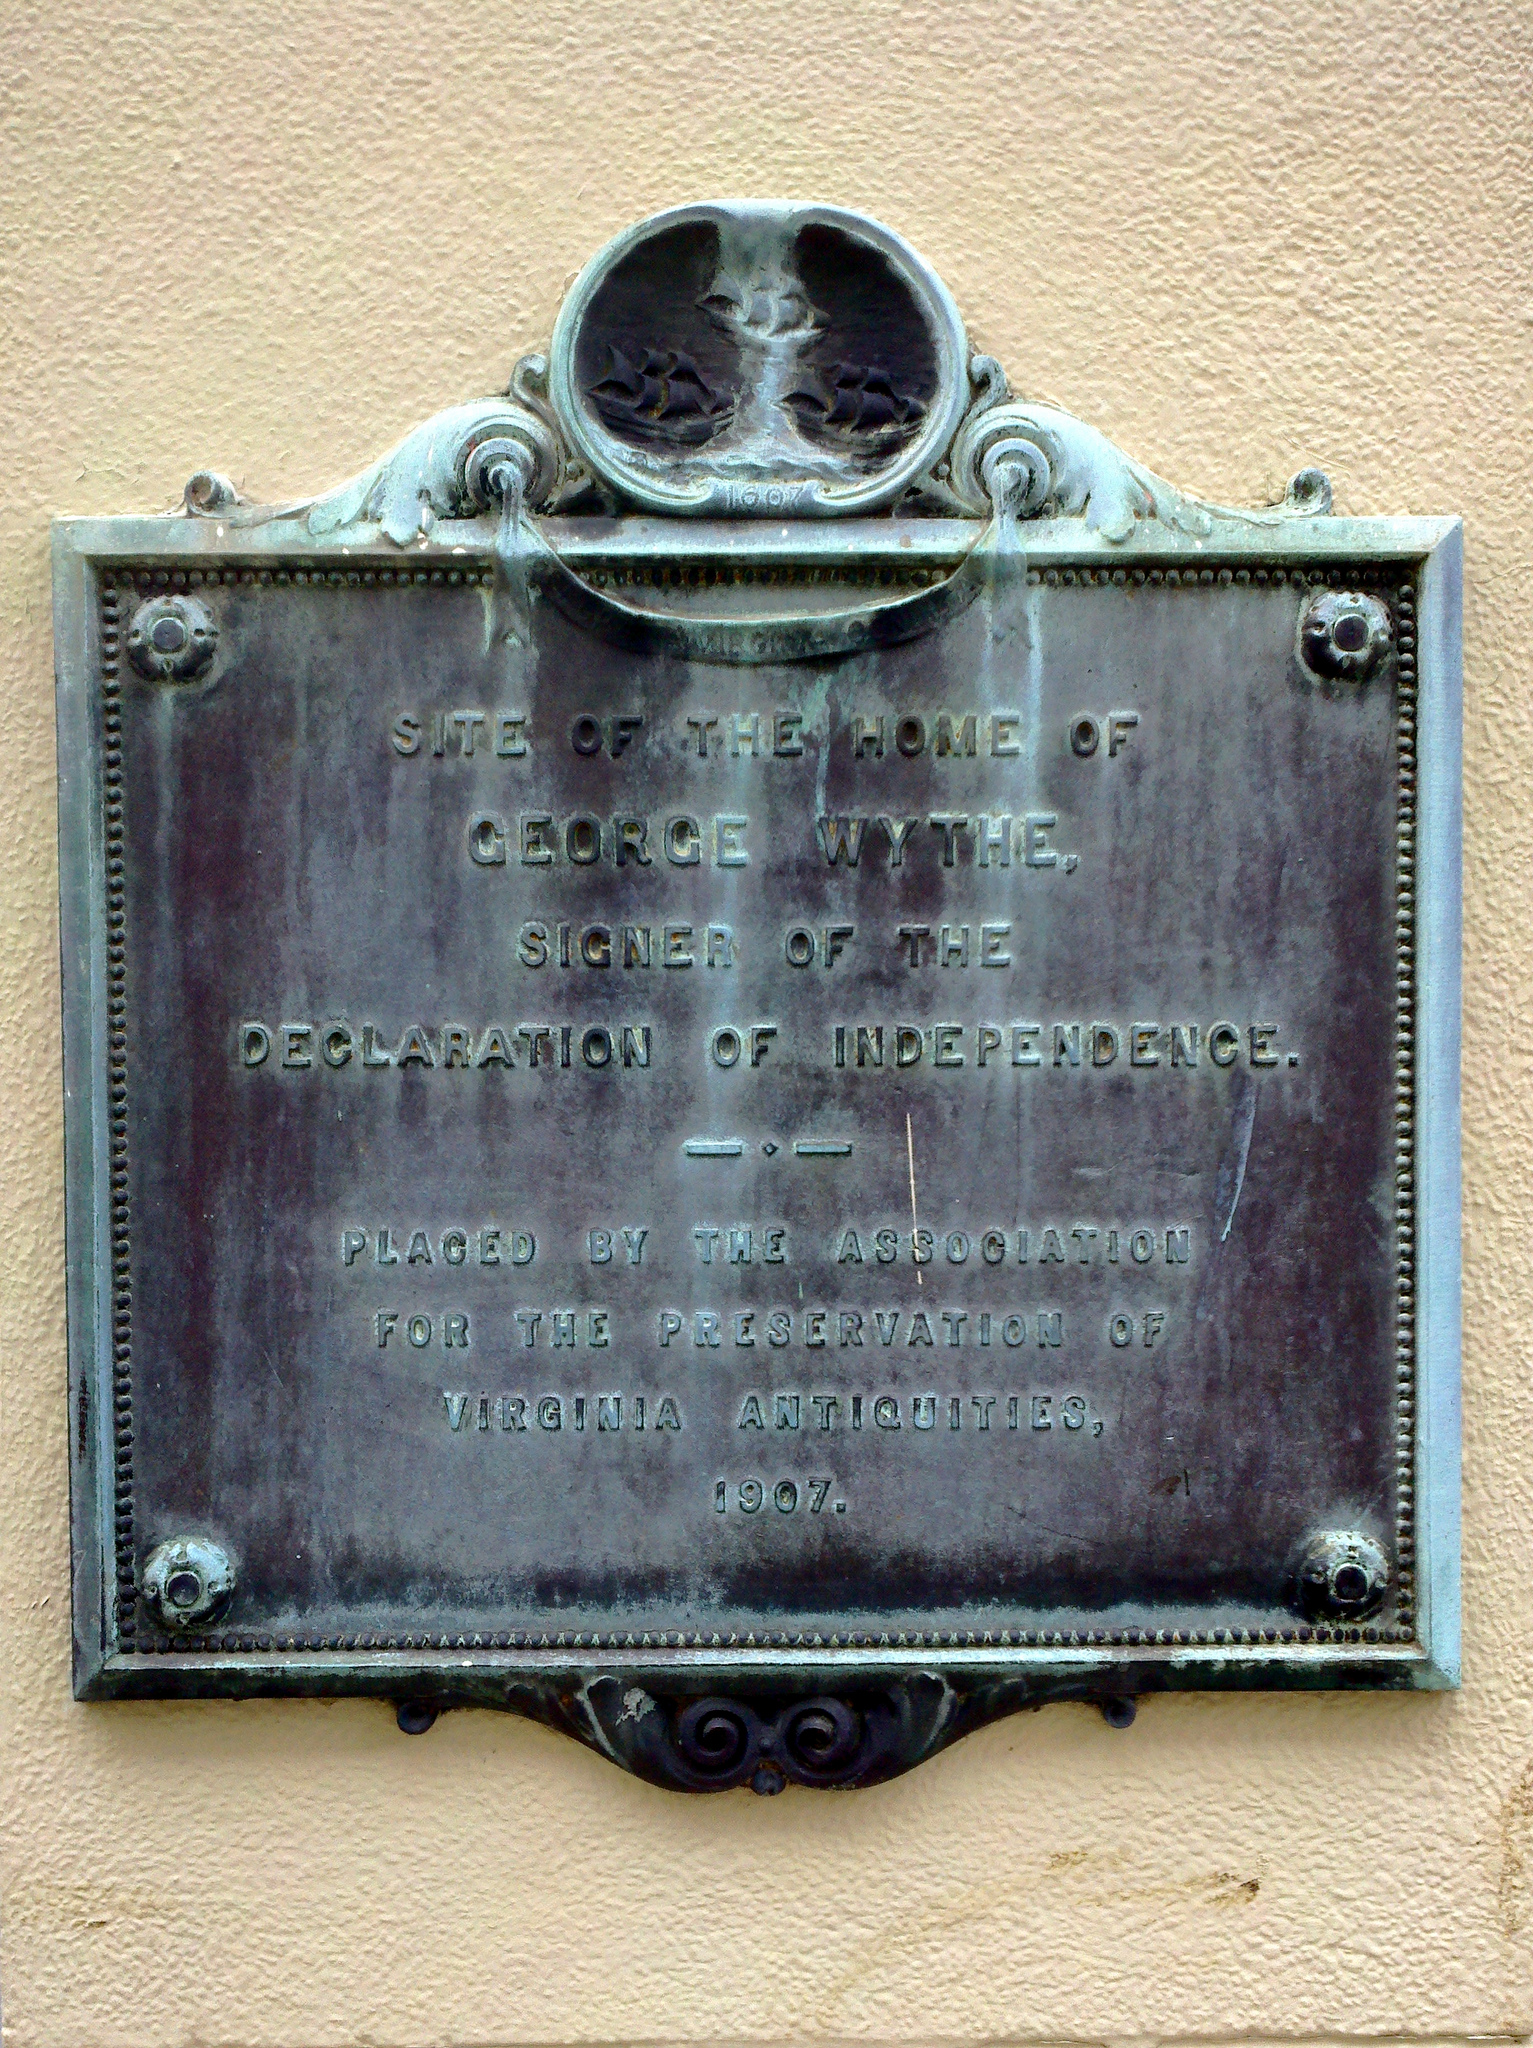 1607
SITE OF THE HOME OF
GEORGE WYTHE,
SIGNER OF THE
DECLARATION OF INDEPENDENCE.
PLACED BY THE ASSOCIATION
FOR THE PRESERVATION OF
VIRGINIA ANTIQUITIES,
1907.